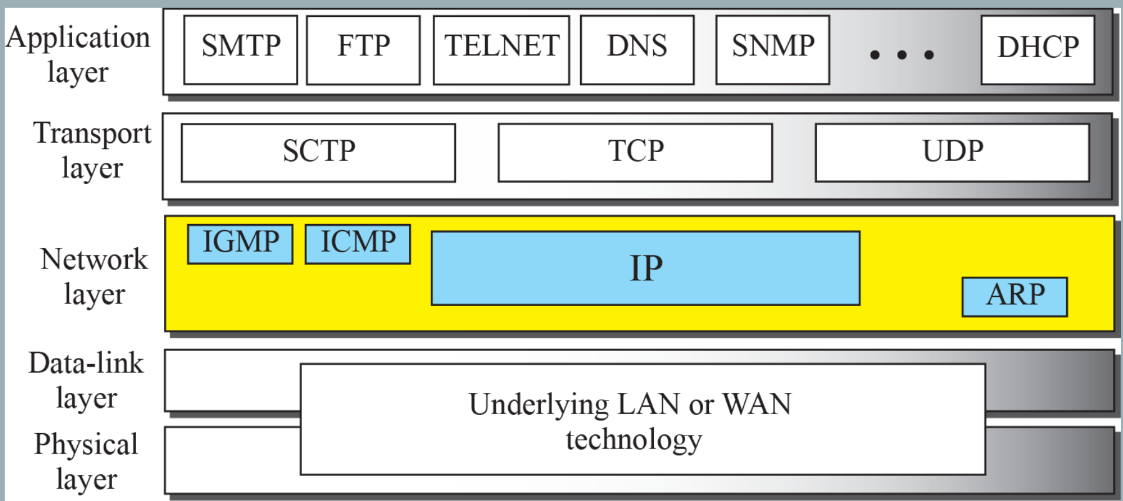 Application
layer
SMTP
FTP
TELNET
DNS
SNMP
• • •
DHCP
Transport
layer
SCTP
TCP
UDP
Network
layer
IGMP
ICMP
IP
ARP
Data-link
layer
Physical
layer
Underlying LAN or WAN
technology